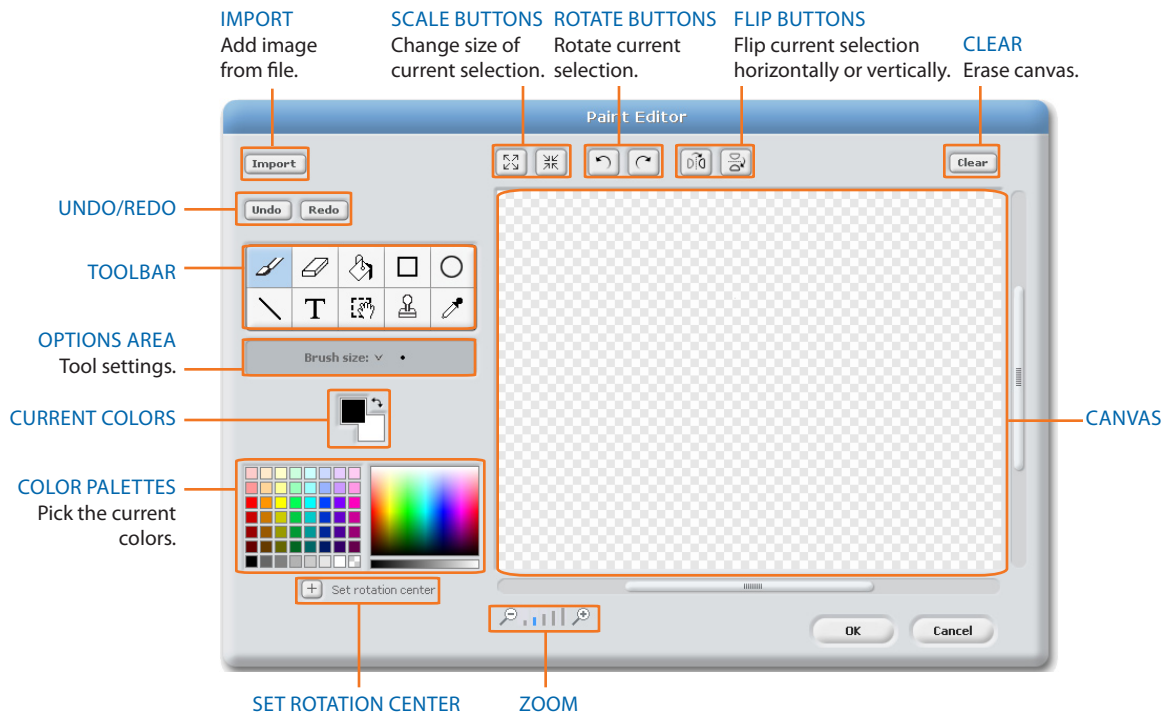 IMPORT
Add image
from file.
SCALE BUTTONS
Change size of
current selection.
ROTATE BUTTONS
Rotate current
selection.
FLIP BUTTONS
Flip current selection
horizontally or vertically.
CLEAR
Erase canvas.
Paint Editor
Import
Clear
UNDO/REDO
Undo
Redo
TOOLBAR
T
OPTIONS AREA
Tool settings.
Brush size:
CURRENT COLORS
CANVAS
COLOR PALETTES
Pick the current
colors.
Set rotation center
OK
Cancel
SET ROTATION CENTER
ZOOM